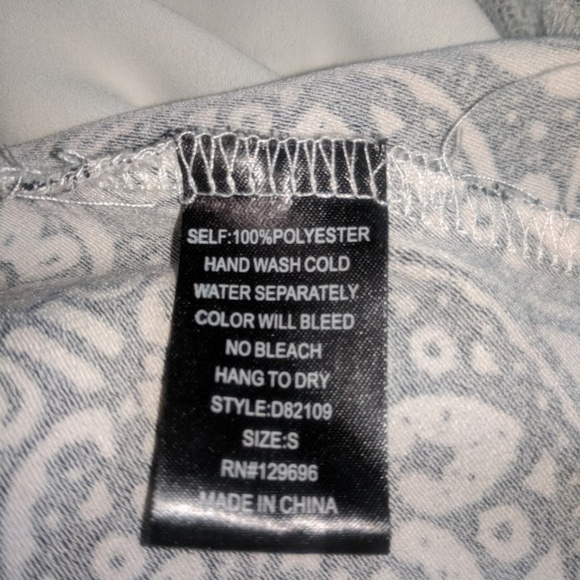 SELF:100%POLYESTER
HAND WASH COLD
WATER SEPARATELY
COLOR WILL BLEED
NO BLEACH
HANG TO DRY
STYLE:D82109
SIZE:S
RN#129696
MADE IN CHINA